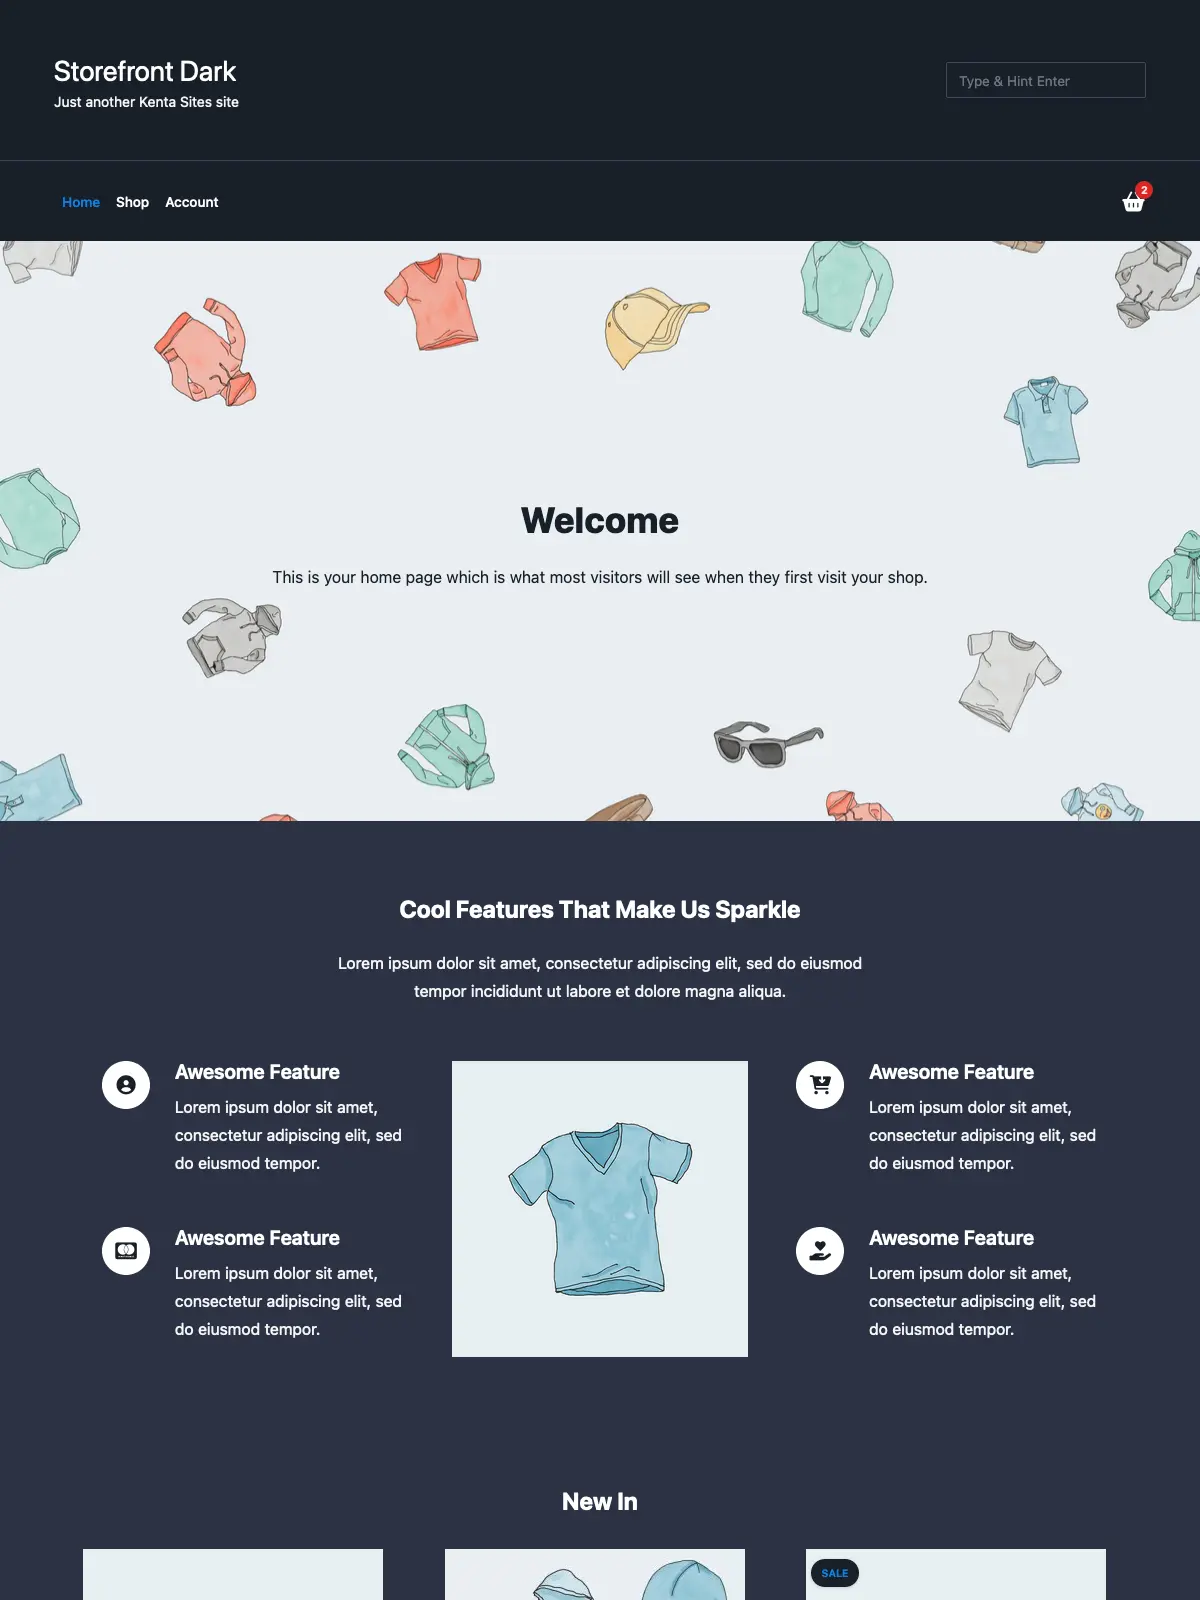 Storefront Dark
Just another Kenta Sites site
Type & Hint Enter
Home Shop Account
2
Welcome
This is your home page which is what most visitors will see when they first visit your shop.
Cool Features That Make Us Sparkle
Lorem ipsum dolor sit amet, consectetur adipiscing elit, sed do eiusmod
tempor incididunt ut labore et dolore magna aliqua.
Awesome Feature
Lorem ipsum dolor sit amet,
consectetur adipiscing elit, sed
do eiusmod tempor.
Awesome Feature
Lorem ipsum dolor sit amet,
consectetur adipiscing elit, sed
do eiusmod tempor.
Awesome Feature
Lorem ipsum dolor sit amet,
consectetur adipiscing elit, sed
do eiusmod tempor.
Awesome Feature
Lorem ipsum dolor sit amet,
consectetur adipiscing elit, sed
do eiusmod tempor.
New In
SALE